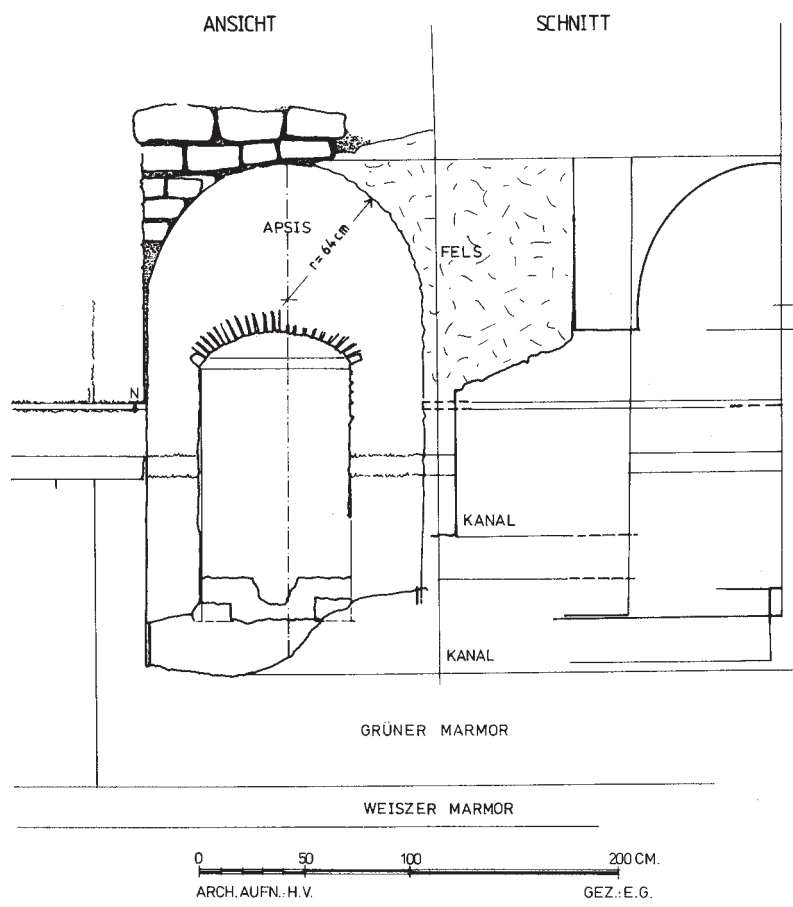 ANSICHT
SCHNITT
APSIS
r=64cm
FELS
N
KANAL
KANAL
GRÜNER MARMOR
WEISZER MARMOR
0 50 100 200 CM.
ARCH.AUFN.:H.V. GEZ.:E.G.